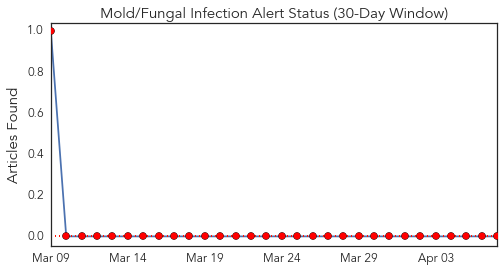 Mold/Fungal Infection Alert Status (30-Day Window)
Articles Found
1.0
0.8
0.6
0.4
0.2
0.0
Mar 09 Mar 14 Mar 19 Mar 24 Mar 29 Apr 03